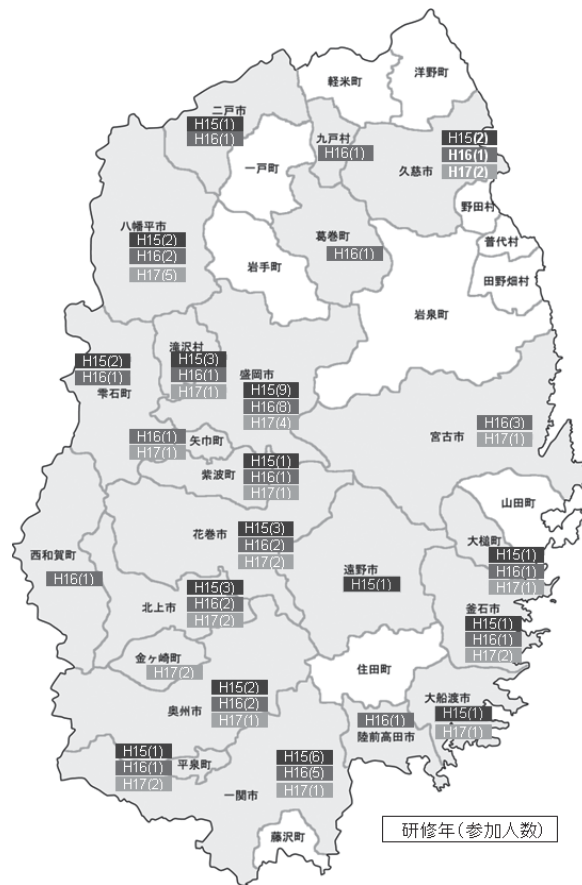 軽米町
洋野町
二戸市
H15(1)
H16(1)
九戸村
H16(1)
H15(2)
H16(1)
H17(2)
久慈市
一戸町
野田村
八幡平市
H15(2)
H16(2)
H17(5)
葛巻町
H16(1)
普代村
岩手町
田野畑村
岩泉町
滝沢村
H15(3)
H16(1)
H17(1)
H15(2)
H16(1)
雫石町
盛岡市
H15(9)
H16(8)
H17(4)
H16(3)
H17(1)
宮古市
H16(1)
H17(1)
矢巾町
紫波町
H15(1)
H16(1)
H17(1)
山田町
花巻市
H15(3)
H16(2)
H17(2)
大槌町
H15(1)
H16(1)
H17(1)
西和賀町
H16(1)
遠野市
H15(1)
北上市
H15(3)
H16(2)
H17(2)
釜石市
H15(1)
H16(1)
H17(2)
金ヶ崎町
H17(2)
住田町
奥州市
H15(2)
H16(2)
H17(1)
大船渡市
H15(1)
H17(1)
H16(1)
陸前高田市
H15(1)
H16(1)
H17(2)
平泉町
H15(6)
H16(5)
H17(1)
一関市
藤沢町
研修年(参加人数)